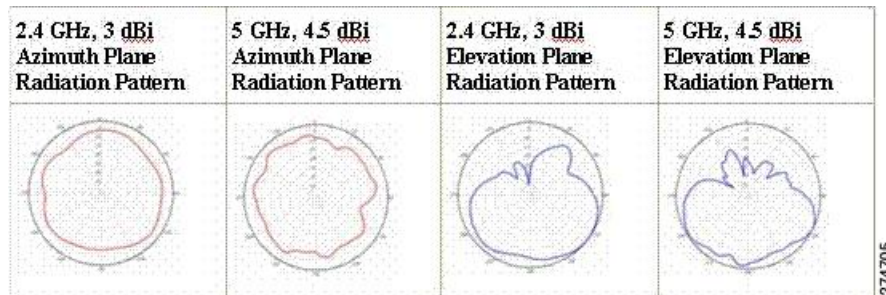 2.4 GHz, 3 dBi
Azimuth Plane
Radiation Pattern
5 GHz, 4.5 dBi
Azimuth Plane
Radiation Pattern
2.4 GHz, 3 dBi
Elevation Plane
Radiation Pattern
5 GHz, 4.5 dBi
Elevation Plane
Radiation Pattern
274795